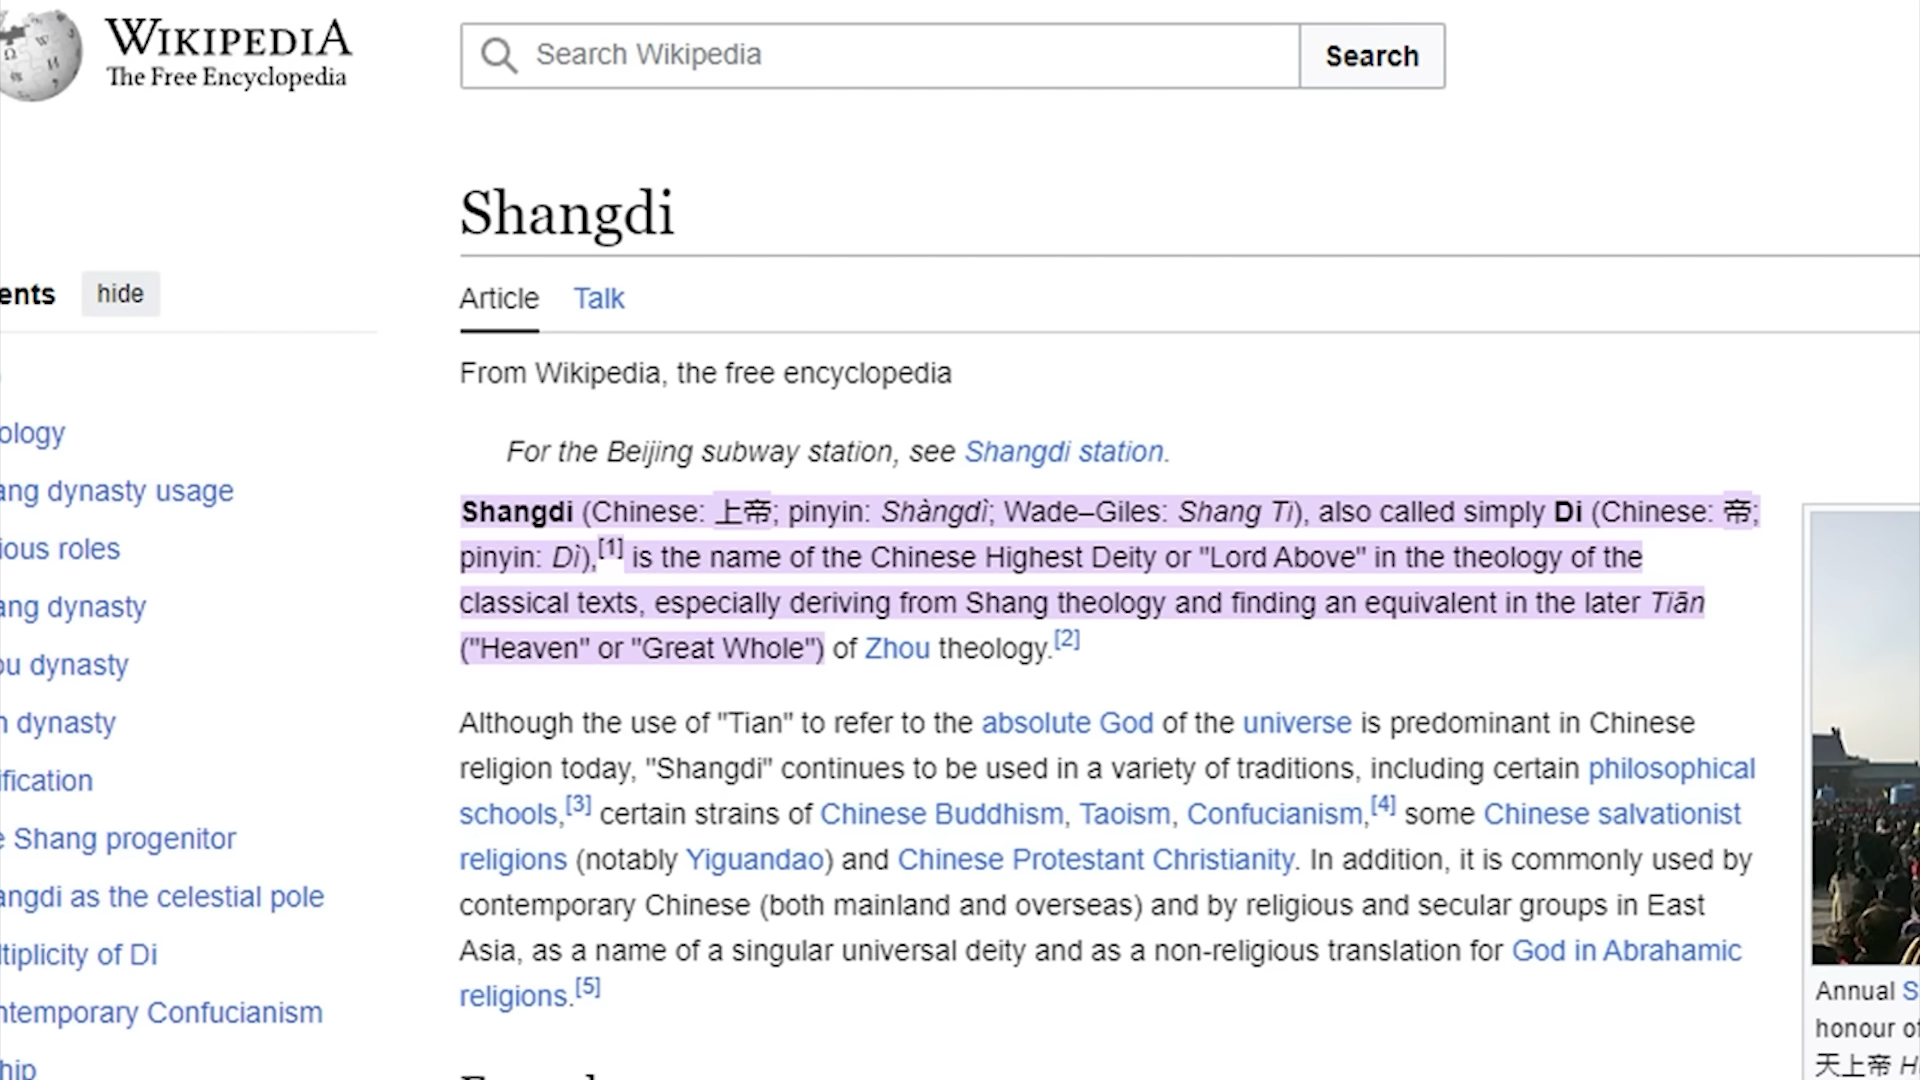 WIKIPEDIA
The Free Encyclopedia
Search Wikipedia
Search
Shangdi
ents hide
Article Talk
From Wikipedia, the free encyclopedia
For the Beijing subway station, see Shangdi station.
Shangdi (Chinese: 上帝; pinyin: Shàngdì; Wade–Giles: Shang Ti), also called simply Di (Chinese: 帝;
pinyin: Dì),[1] is the name of the Chinese Highest Deity or "Lord Above" in the theology of the
classical texts, especially deriving from Shang theology and finding an equivalent in the later Tiān
("Heaven" or "Great Whole") of Zhou theology.[2]
Although the use of "Tian" to refer to the absolute God of the universe is predominant in Chinese
religion today, "Shangdi" continues to be used in a variety of traditions, including certain philosophical
schools,[3] certain strains of Chinese Buddhism, Taoism, Confucianism,[4] some Chinese salvationist
religions (notably Yiguandao) and Chinese Protestant Christianity. In addition, it is commonly used by
contemporary Chinese (both mainland and overseas) and by religious and secular groups in East
Asia, as a name of a singular universal deity and as a non-religious translation for God in Abrahamic
religions.[5]
ology
ang dynasty usage
ious roles
ang dynasty
ou dynasty
n dynasty
ification
e Shang progenitor
angdi as the celestial pole
ltiplicity of Di
ntemporary Confucianism
hip
Annual S
honour of
天上帝 H